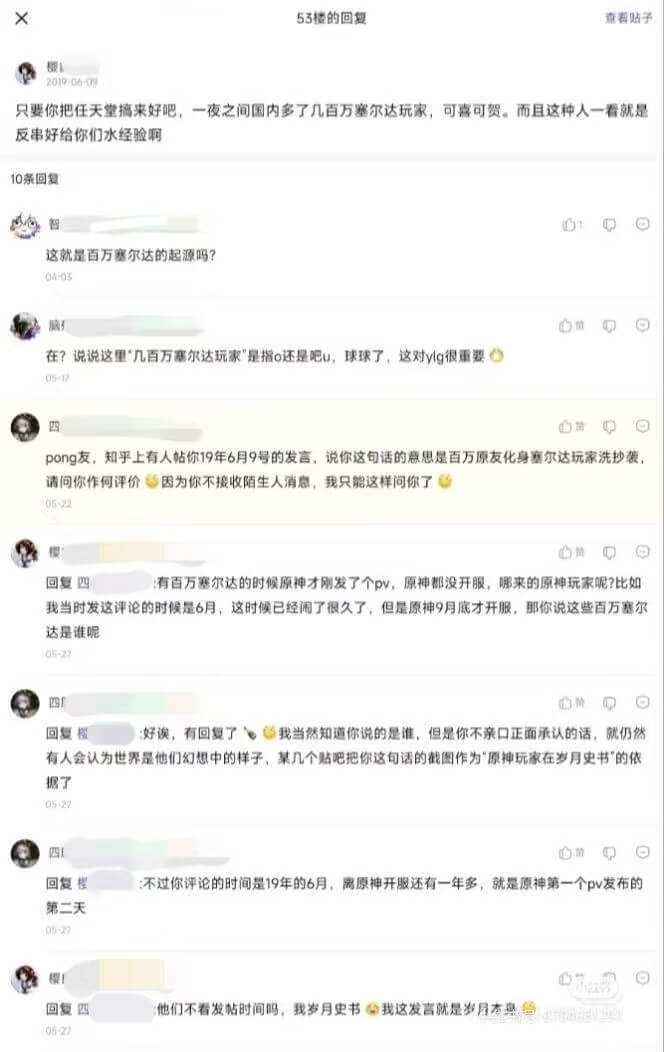 53楼的回复
查看贴子
樱
2019-06-09
只要你把任天堂搞来好吧，一夜之间国内多了几百万塞尔达玩家，可喜可贺。而且这种人一看就是
反串好给你们水经验啊
10条回复
智
1
这就是百万塞尔达的起源吗？
04-03
脑
赞
在？说说这里“几百万塞尔达玩家”是指o还是吧u，球球了，这对ylg很重要
05-17
四
赞
pong友，知乎上有人帖你19年6月9号的发言，说你这句话的意思是百万原友化身塞尔达玩家洗抄袭，
请问你作何评价 因为你不接收陌生人消息，我只能这样问你了
05-22
樱
赞
回复 四 :有百万塞尔达的时候原神才刚发了个pv，原神都没开服，哪来的原神玩家呢?比如
我当时发这评论的时候是6月，这时候已经闹了很久了，但是原神9月底才开服，那你说这些百万塞尔
达是谁呢
05-27
四
赞
回复 樱 :好诶，有回复了 我当然知道你说的是谁，但是你不亲口正面承认的话，就仍然
有人会认为世界是他们幻想中的样子，某几个贴吧把你这句话的截图作为“原神玩家在岁月史书”的依
据了
05-27
四
赞
回复 樱 :不过你评论的时间是19年的6月，离原神开服还有一年多，就是原神第一个pv发布的
第二天
05-27
樱
赞
回复 四 他们不看发帖时间吗，我岁月史书 我这发言就是岁月本身
05-27
小红书